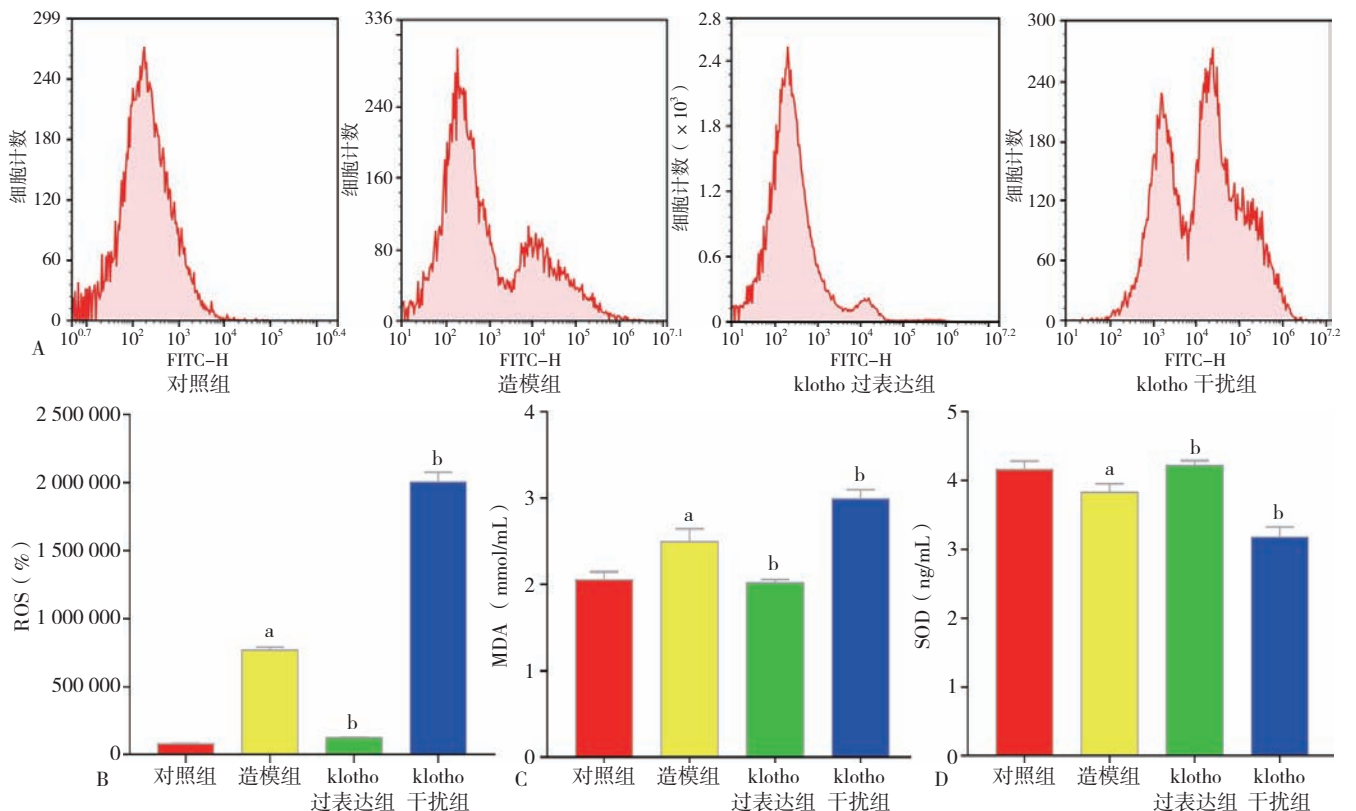 299
240
180
120
60
0
细胞计数
10^0.7
10^2
10^3
10^4
10^5
10^6.4
FITC-H
对照组
336
240
160
80
0
细胞计数
10^1
10^2
10^3
10^4
10^5
10^6
10^7.1
FITC-H
造模组
2.8
2.4
1.8
1.2
0.6
0
细胞计数(×10^3)
10^1
10^2
10^3
10^4
10^5
10^6
10^7.2
FITC-H
klotho 过表达组
300
240
180
120
60
0
细胞计数
10^1
10^2
10^3
10^4
10^5
10^6
10^7.2
FITC-H
klotho 干扰组
A
2 500 000
2 000 000
1 500 000
1 000 000
500 000
0
ROS(%)
a
b
b
对照组
造模组
klotho
过表达组
klotho
干扰组
B
4
3
2
1
0
MDA(mmol/mL)
a
b
b
对照组
造模组
klotho
过表达组
klotho
干扰组
C
5
4
3
2
1
0
SOD(ng/mL)
a
b
b
对照组
造模组
klotho
过表达组
klotho
干扰组
D